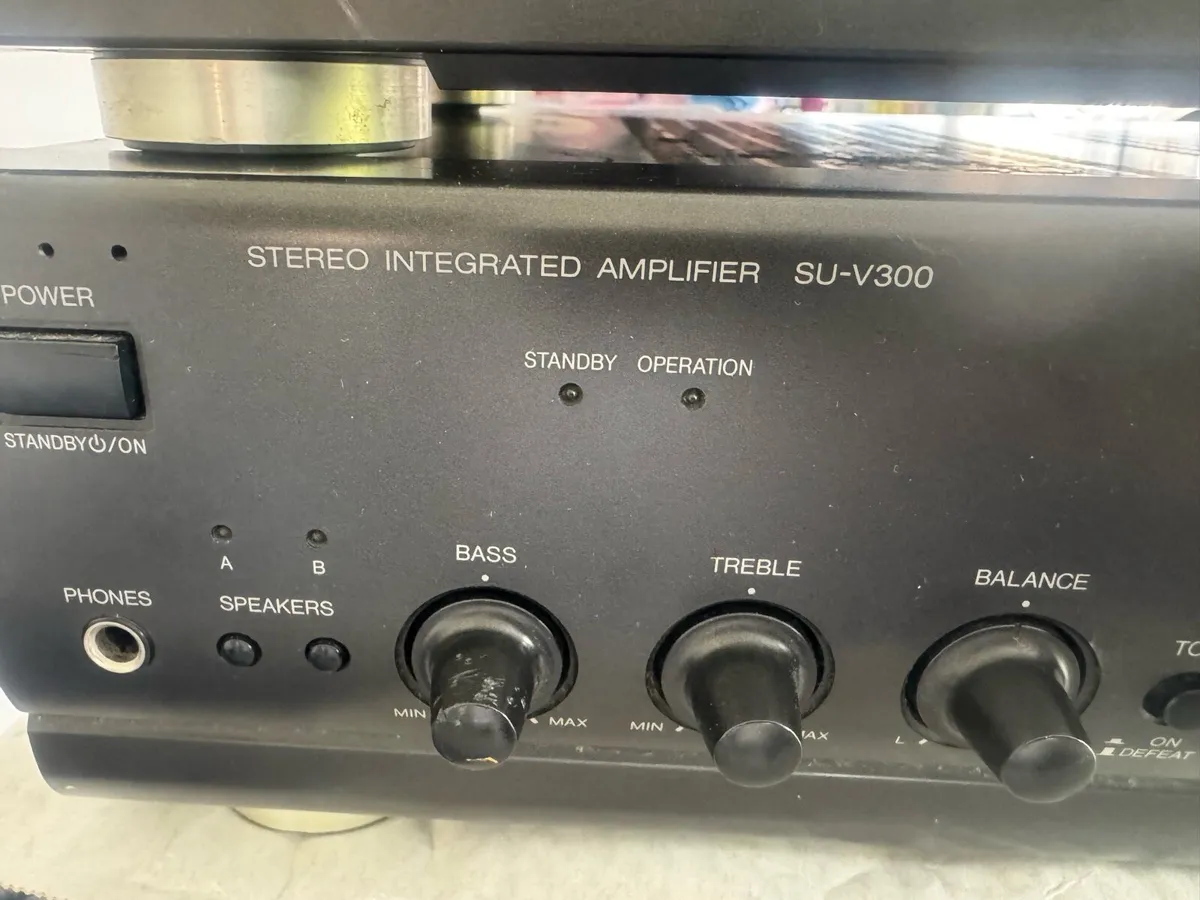 STEREO INTEGRATED AMPLIFIER SU-V300
POWER
STANDBY OPERATION
STANDBY⏻/ON
A B
BASS
TREBLE
BALANCE
PHONES
SPEAKERS
MIN MAX
MIN
L
ON
DEFEAT